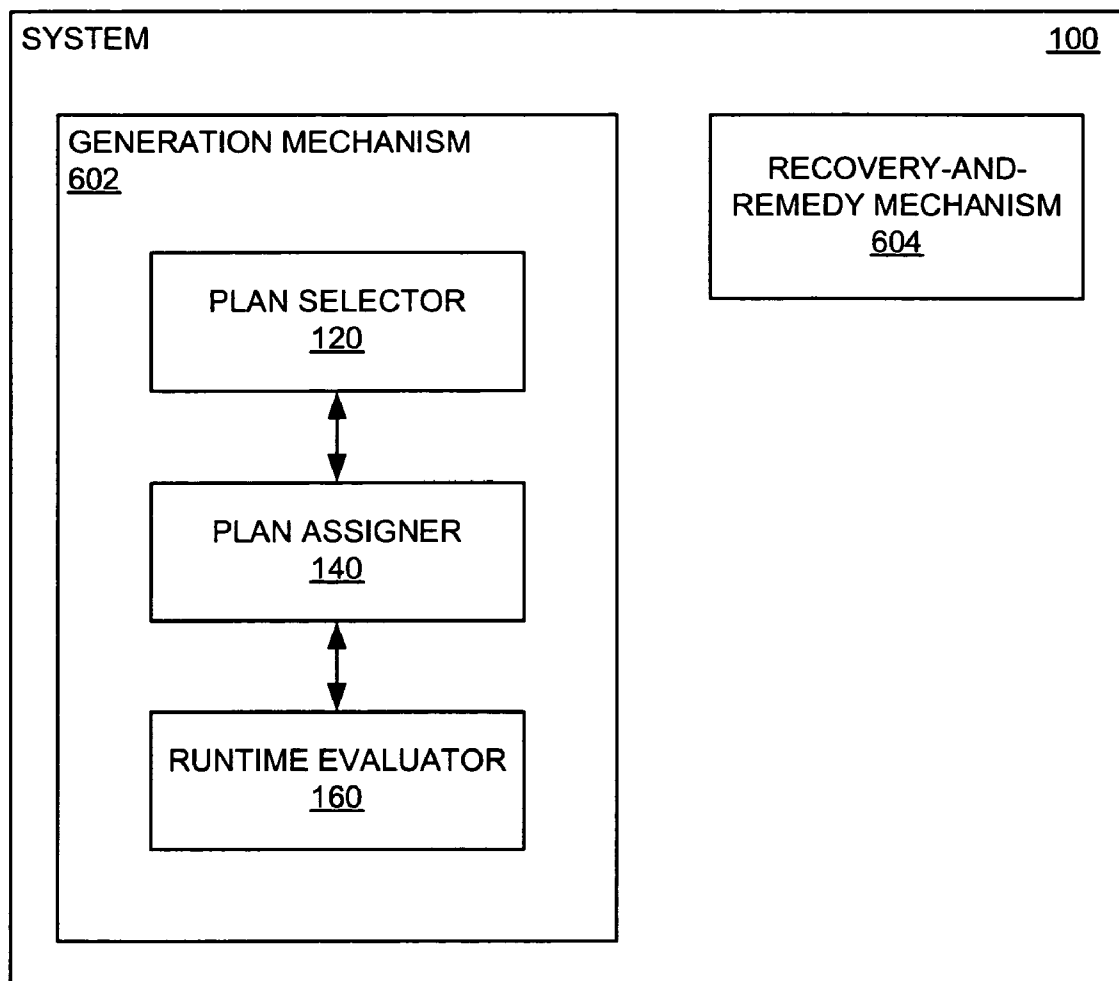 SYSTEM
100
GENERATION MECHANISM
602
RECOVERY-AND-
REMEDY MECHANISM
604
PLAN SELECTOR
120
PLAN ASSIGNER
140
RUNTIME EVALUATOR
160